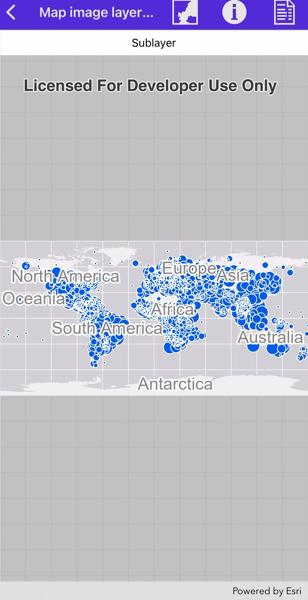 Map image layer...
Sublayer
Licensed For Developer Use Only
Europe
Asia
North America
Oceania
Africa
South America
Australia
Antarctica
Powered by Esri